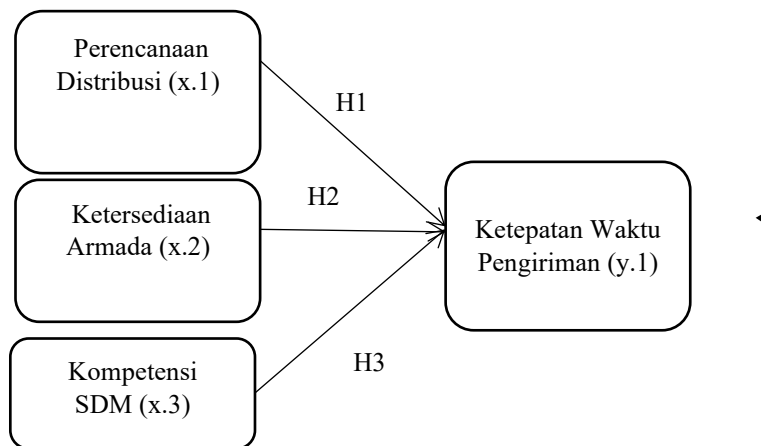 Perencanaan
Distribusi (x.1)
H1
Ketersediaan
Armada (x.2)
H2
Ketepatan Waktu
Pengiriman (y.1)
Kompetensi
SDM (x.3)
H3